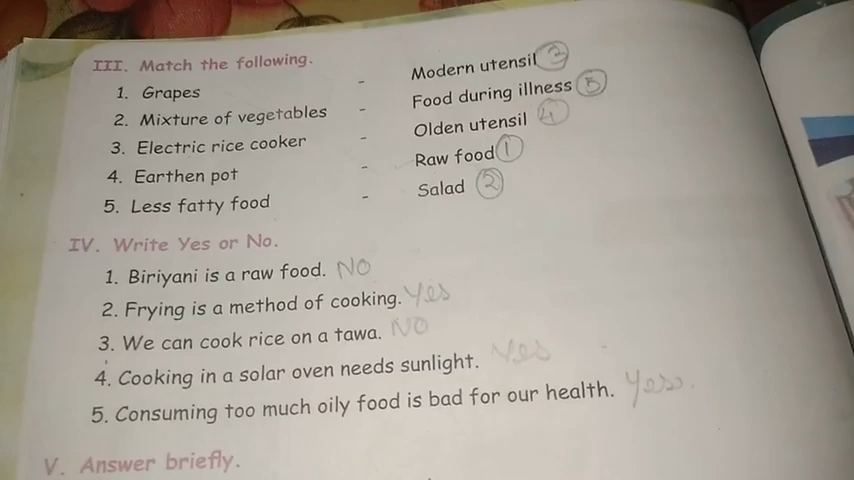 III. Match the following.
1. Grapes - Modern utensil 3
2. Mixture of vegetables - Food during illness 5
3. Electric rice cooker - Olden utensil 4
4. Earthen pot - Raw food 1
5. Less fatty food - Salad 2
IV. Write Yes or No.
1. Biriyani is a raw food. NO
2. Frying is a method of cooking. Yes
3. We can cook rice on a tawa. NO
4. Cooking in a solar oven needs sunlight. Yes
5. Consuming too much oily food is bad for our health. Yes.
V. Answer briefly.